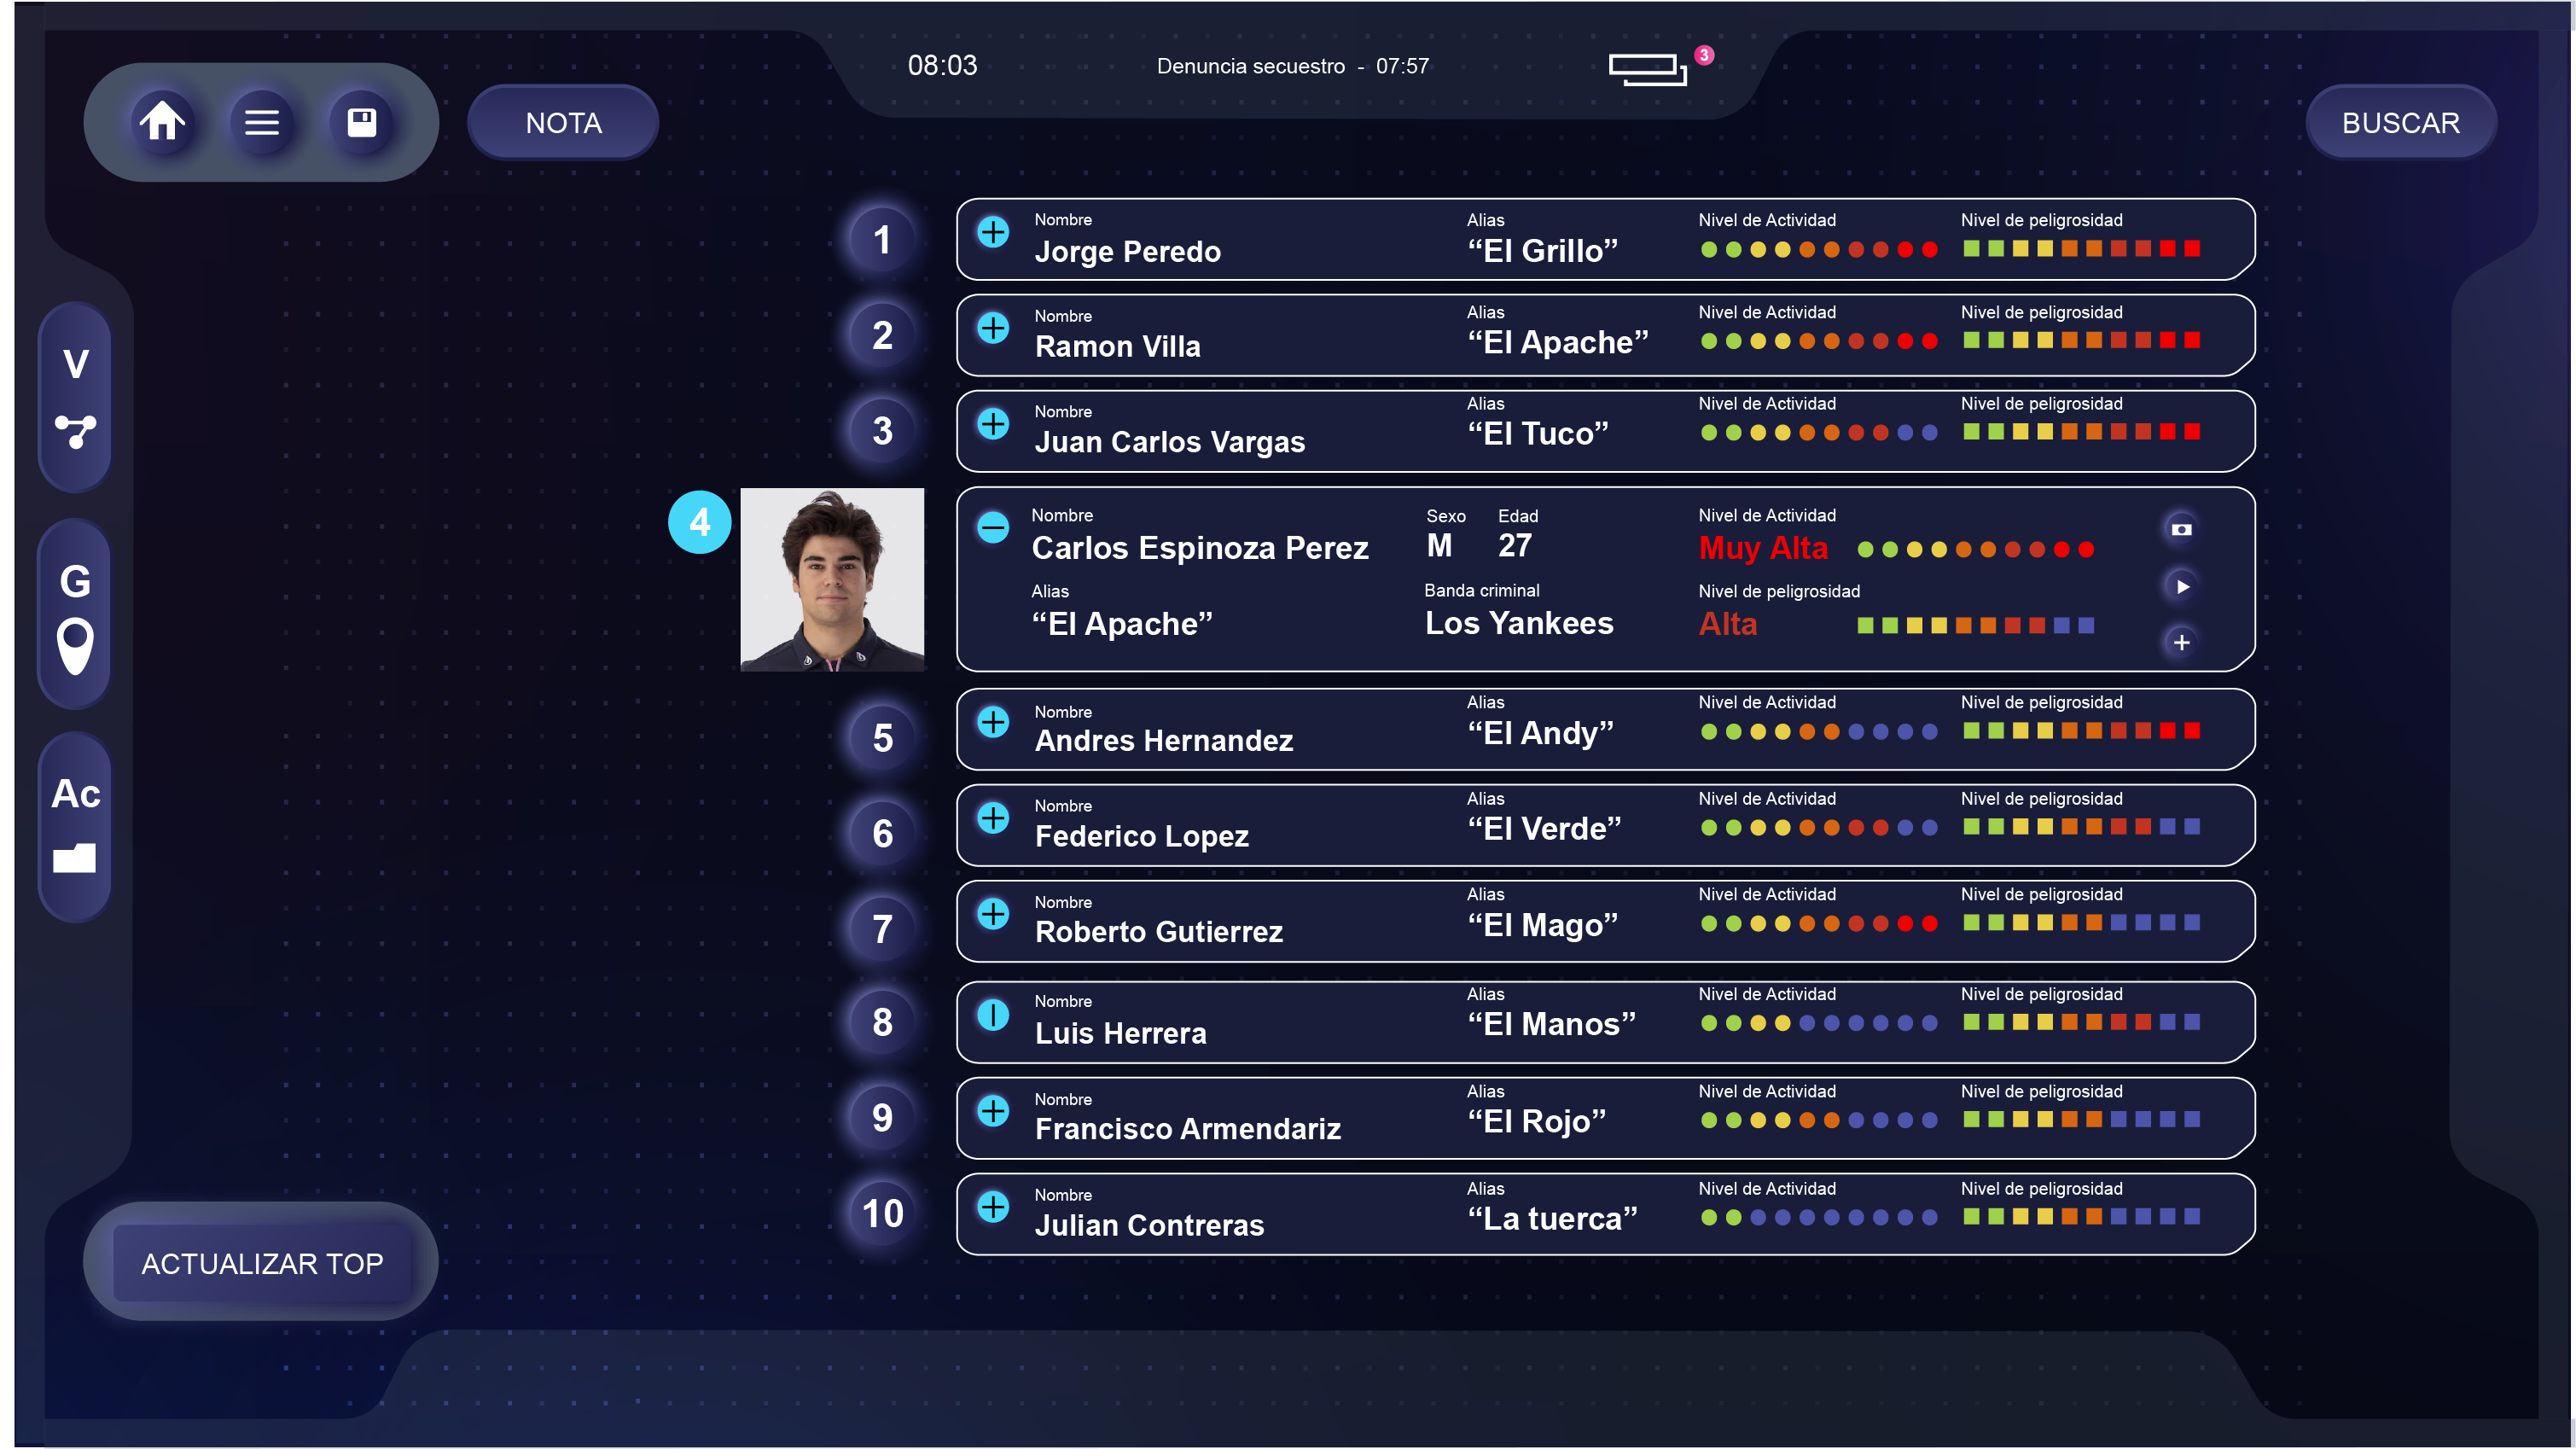 08:03
Denuncia secuestro - 07:57
3
NOTA
BUSCAR
V
G
Ac
ACTUALIZAR TOP
1
Nombre
Jorge Peredo
Alias
“El Grillo”
Nivel de Actividad
Nivel de peligrosidad
2
Nombre
Ramon Villa
Alias
“El Apache”
Nivel de Actividad
Nivel de peligrosidad
3
Nombre
Juan Carlos Vargas
Alias
“El Tuco”
Nivel de Actividad
Nivel de peligrosidad
4
Nombre
Carlos Espinoza Perez
Sexo
M
Edad
27
Nivel de Actividad
Muy Alta
Alias
“El Apache”
Banda criminal
Los Yankees
Nivel de peligrosidad
Alta
5
Nombre
Andres Hernandez
Alias
“El Andy”
Nivel de Actividad
Nivel de peligrosidad
6
Nombre
Federico Lopez
Alias
“El Verde”
Nivel de Actividad
Nivel de peligrosidad
7
Nombre
Roberto Gutierrez
Alias
“El Mago”
Nivel de Actividad
Nivel de peligrosidad
8
Nombre
Luis Herrera
Alias
“El Manos”
Nivel de Actividad
Nivel de peligrosidad
9
Nombre
Francisco Armendariz
Alias
“El Rojo”
Nivel de Actividad
Nivel de peligrosidad
10
Nombre
Julian Contreras
Alias
“La tuerca”
Nivel de Actividad
Nivel de peligrosidad